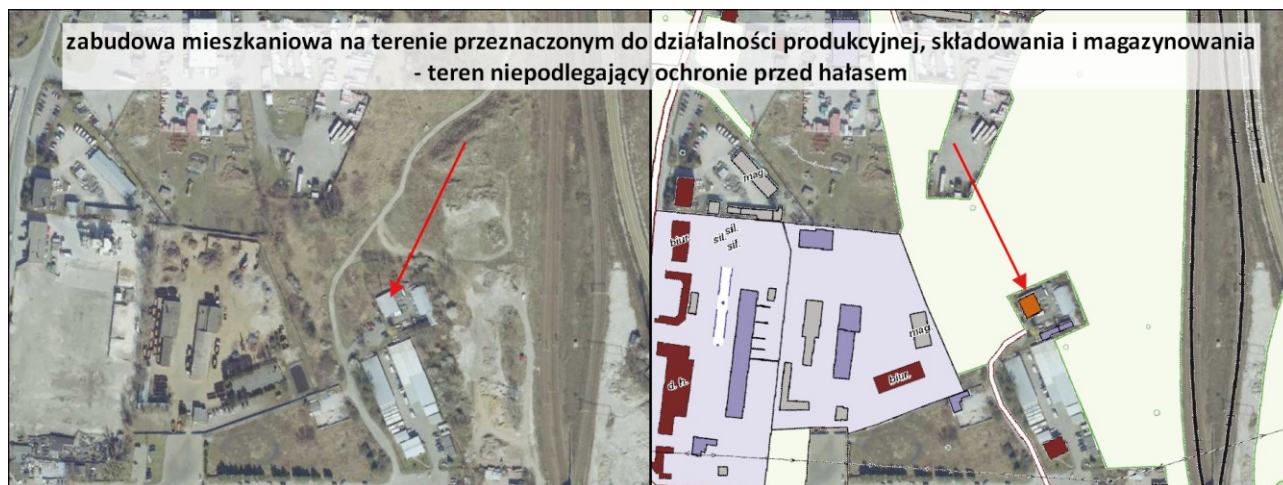 zabudowa mieszkaniowa na terenie przeznaczonym do działalności produkcyjnej, składowania i magazynowania
- teren niepodlegający ochronie przed hałasem
mag
biur.
sil.
sil.
sil.
mag
d. h.
biur.